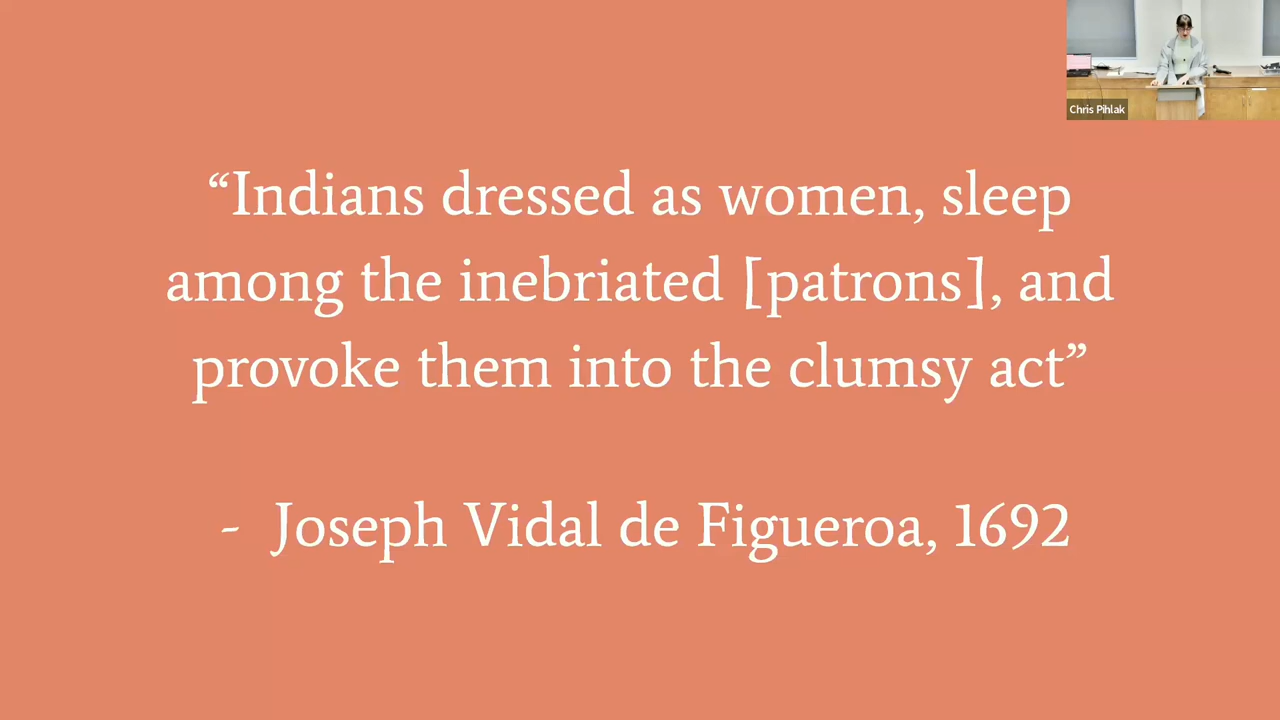 Chris Pihlak
“Indians dressed as women, sleep
among the inebriated [patrons], and
provoke them into the clumsy act”
- Joseph Vidal de Figueroa, 1692